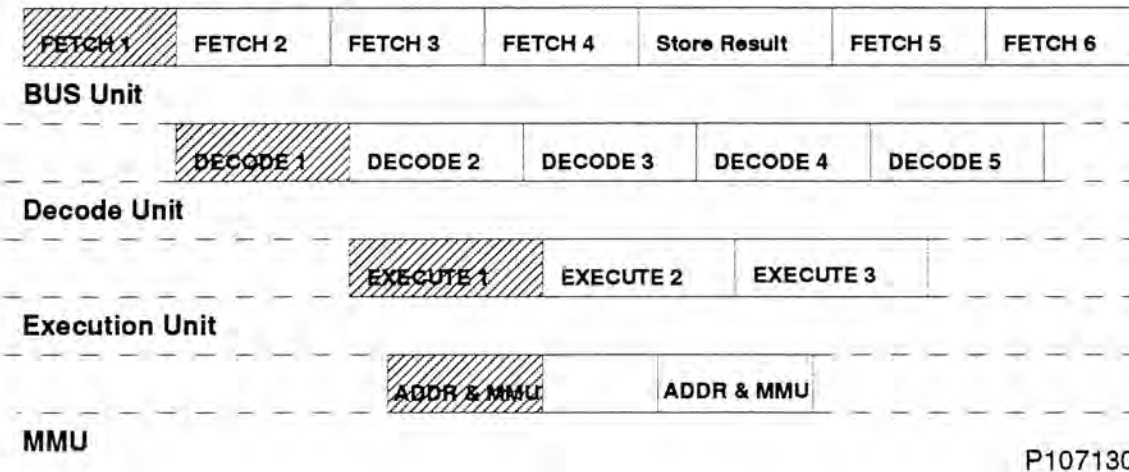 FETCH 1 FETCH 2 FETCH 3 FETCH 4 Store Result FETCH 5 FETCH 6
BUS Unit
DECODE 1 DECODE 2 DECODE 3 DECODE 4 DECODE 5
Decode Unit
EXECUTE 1 EXECUTE 2 EXECUTE 3
Execution Unit
ADDR & MMU ADDR & MMU
MMU
P107130